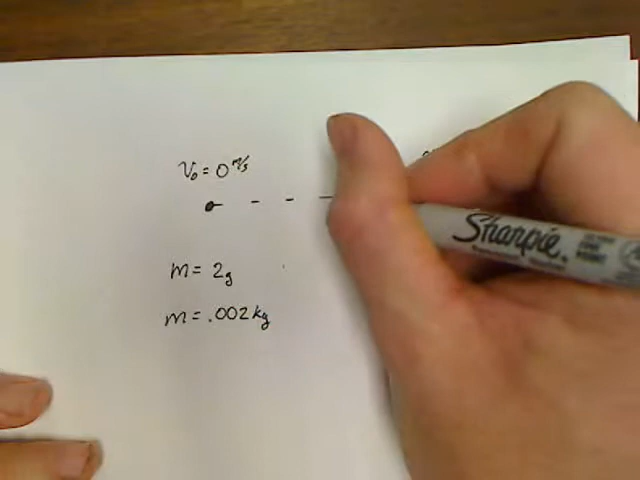 V₀ = 0 m/s
m = 2g
m = .002 kg
Sharpie